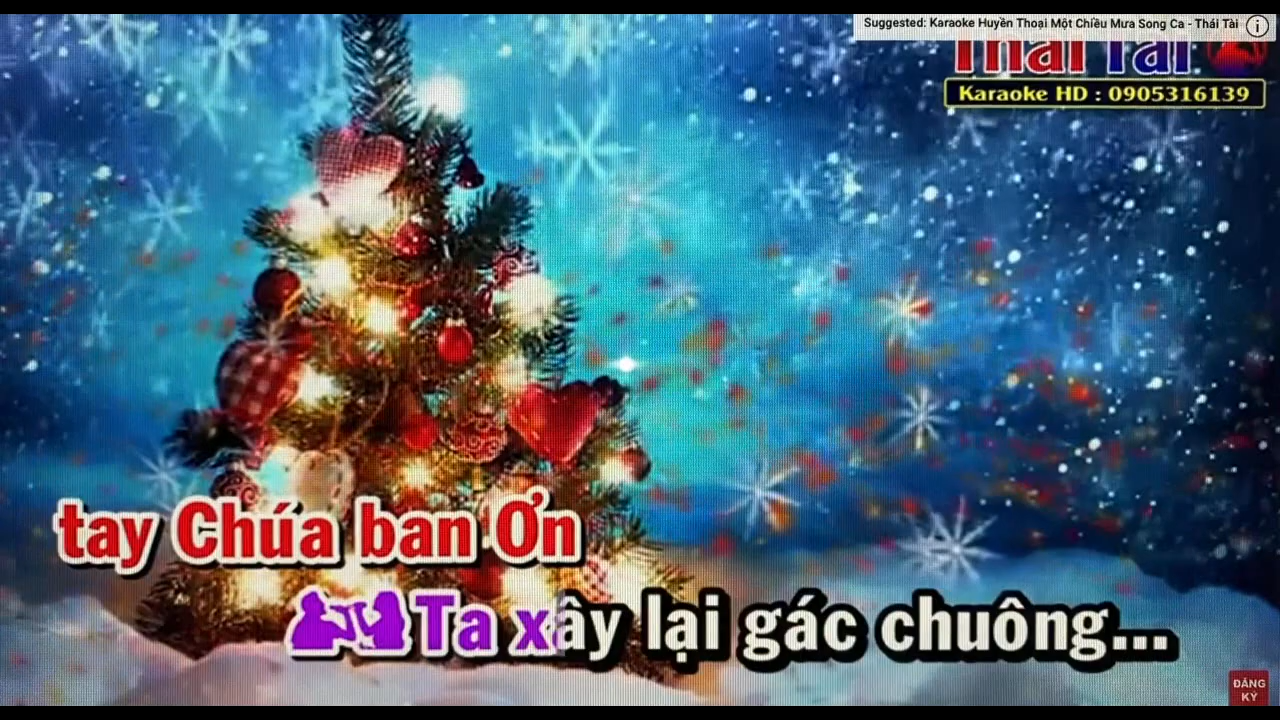 Suggested: Karaoke Huyền Thoại Một Chiều Mưa Song Ca - Thái Tài
Thái Tài
Karaoke HD : 0905316139
tay Chúa ban Ơn
Ta xây lại gác chuông...
ĐĂNG
KÝ